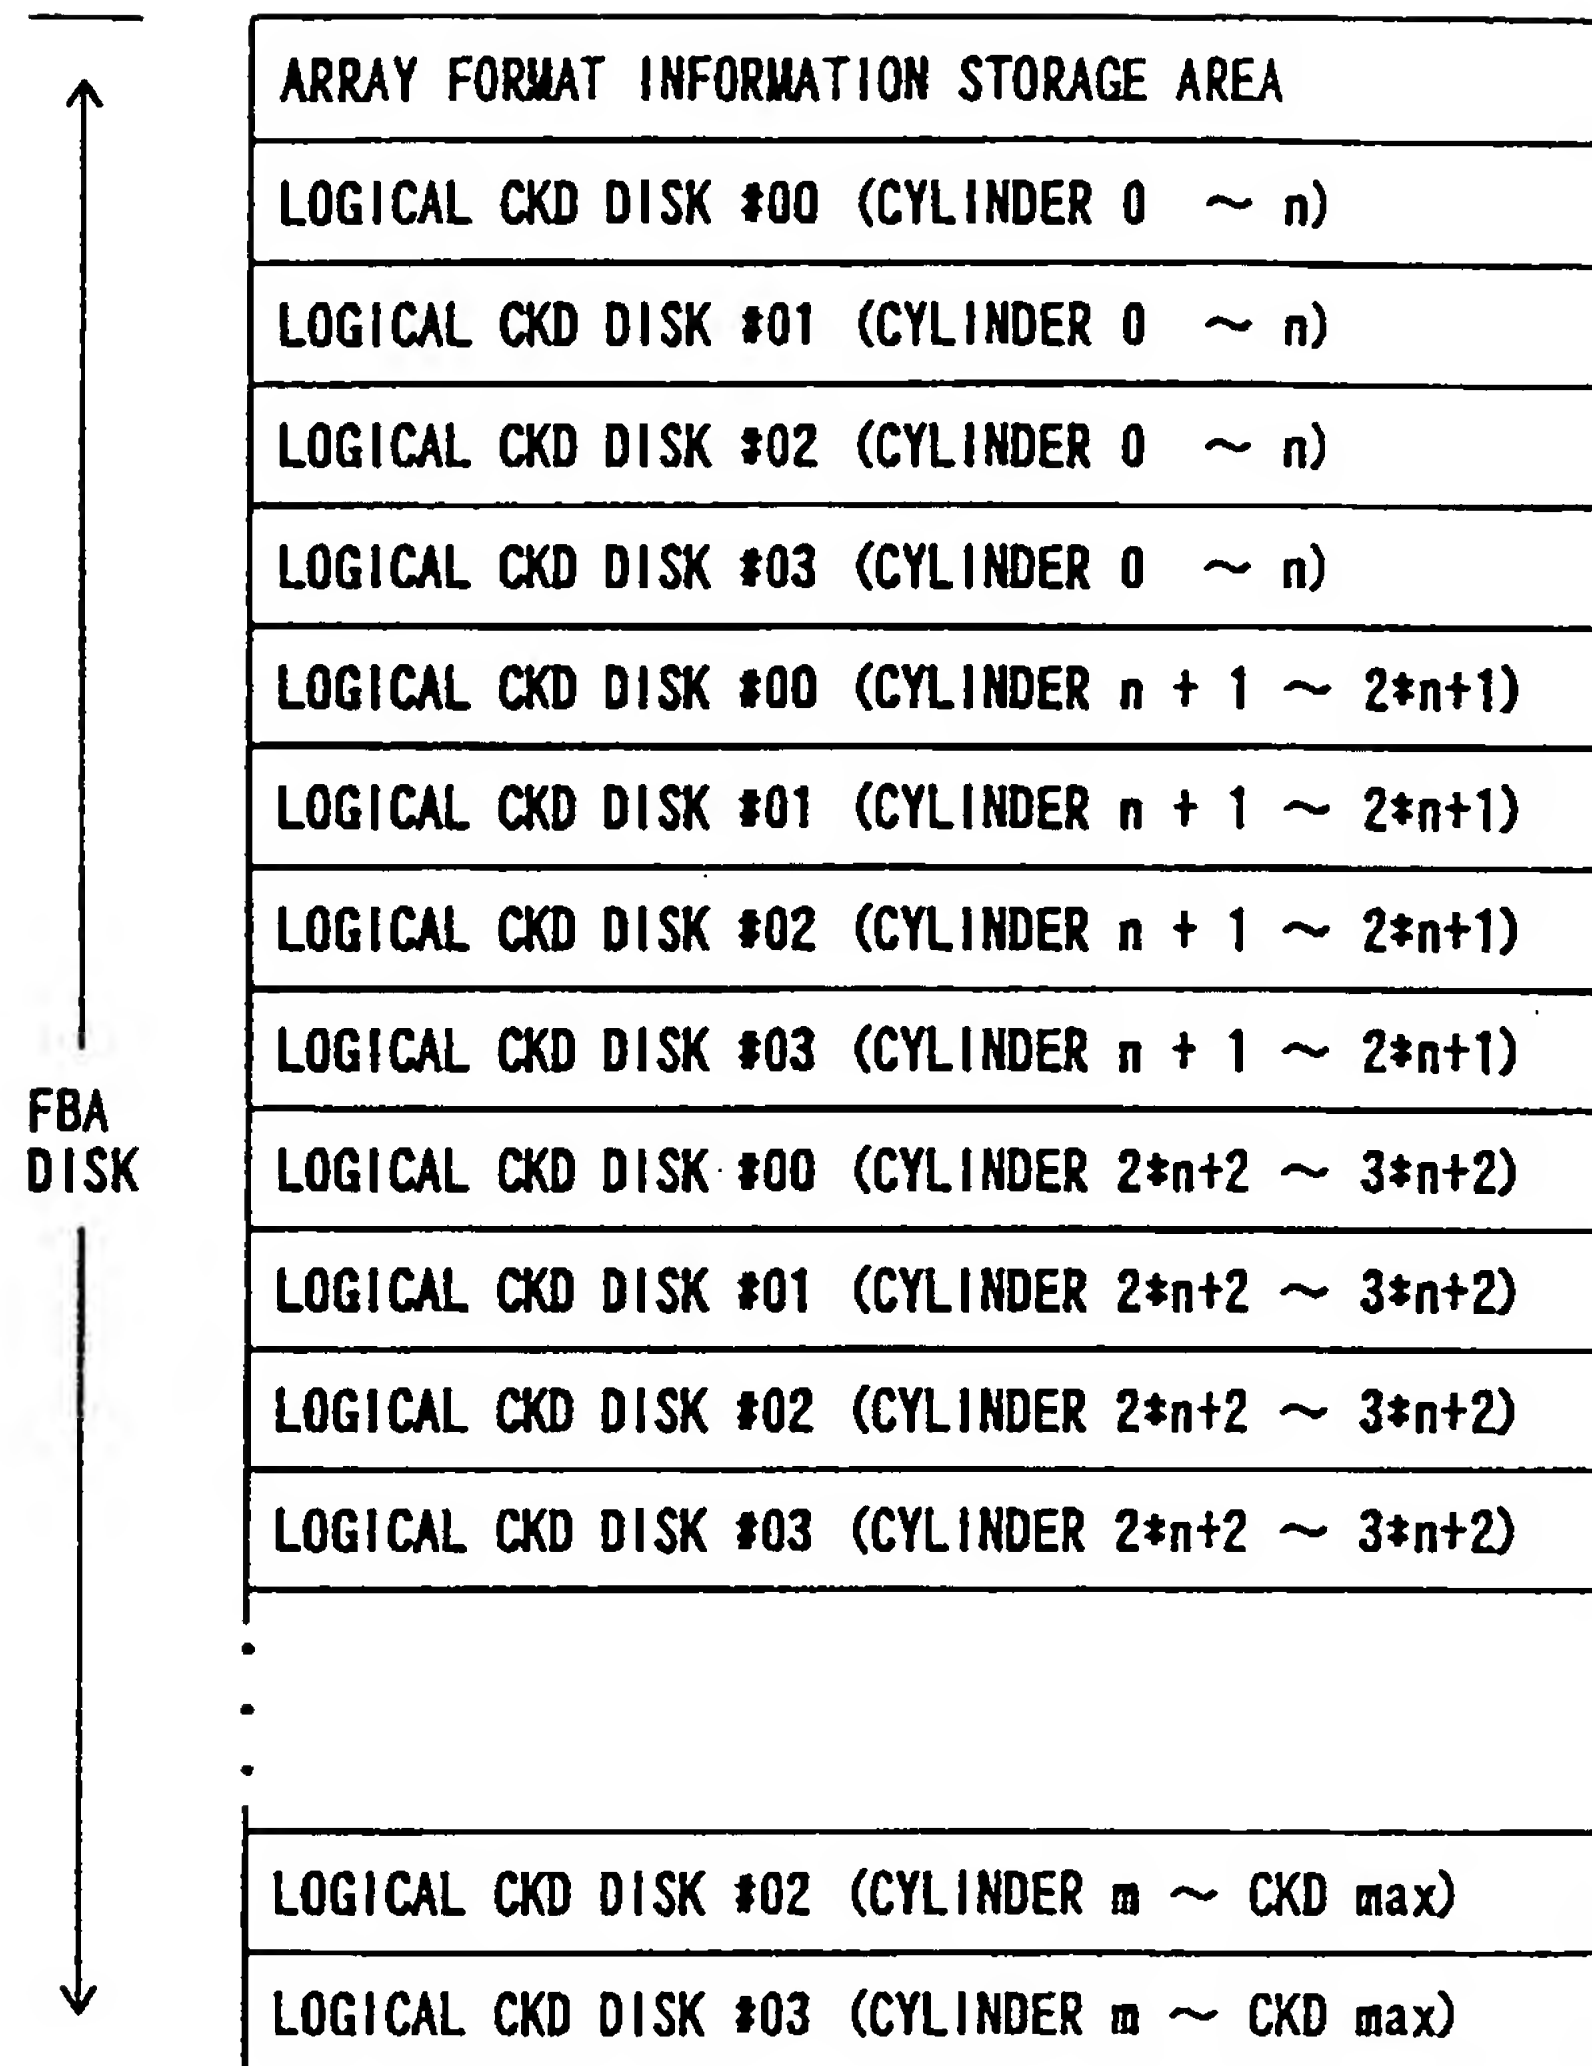 ARRAY FORMAT INFORMATION STORAGE AREA
LOGICAL CKD DISK #00 (CYLINDER 0 ~ n)
LOGICAL CKD DISK #01 (CYLINDER 0 ~ n)
LOGICAL CKD DISK #02 (CYLINDER 0 ~ n)
LOGICAL CKD DISK #03 (CYLINDER 0 ~ n)
LOGICAL CKD DISK #00 (CYLINDER n + 1 ~ 2*n+1)
LOGICAL CKD DISK #01 (CYLINDER n + 1 ~ 2*n+1)
LOGICAL CKD DISK #02 (CYLINDER n + 1 ~ 2*n+1)
LOGICAL CKD DISK #03 (CYLINDER n + 1 ~ 2*n+1)
FBA
DISK
LOGICAL CKD DISK #00 (CYLINDER 2*n+2 ~ 3*n+2)
LOGICAL CKD DISK #01 (CYLINDER 2*n+2 ~ 3*n+2)
LOGICAL CKD DISK #02 (CYLINDER 2*n+2 ~ 3*n+2)
LOGICAL CKD DISK #03 (CYLINDER 2*n+2 ~ 3*n+2)
LOGICAL CKD DISK #02 (CYLINDER m ~ CKD max)
LOGICAL CKD DISK #03 (CYLINDER m ~ CKD max)